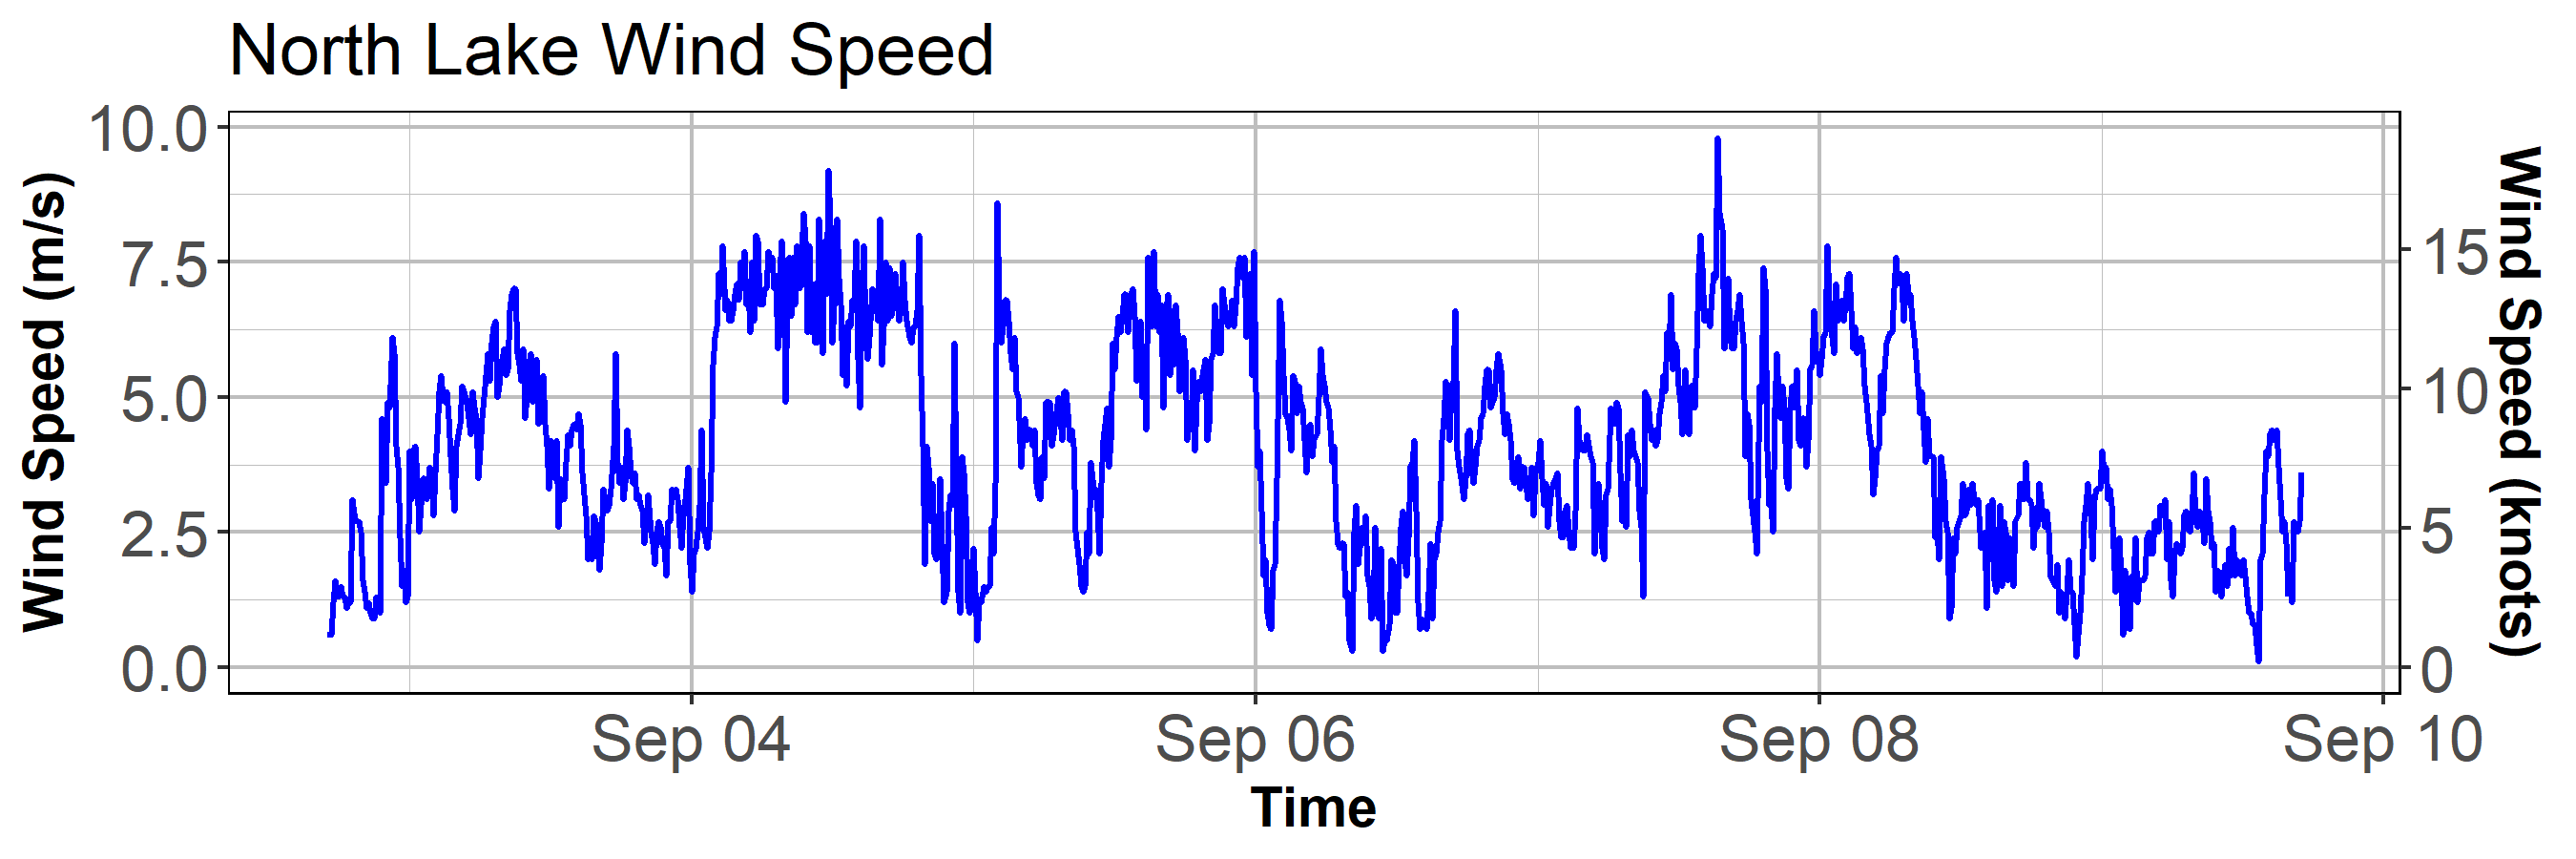 North Lake Wind Speed
Wind Speed (m/s)
10.0
7.5
5.0
2.5
0.0
Wind Speed (knots)
15
10
5
0
Sep 04 Sep 06 Sep 08 Sep 10
Time